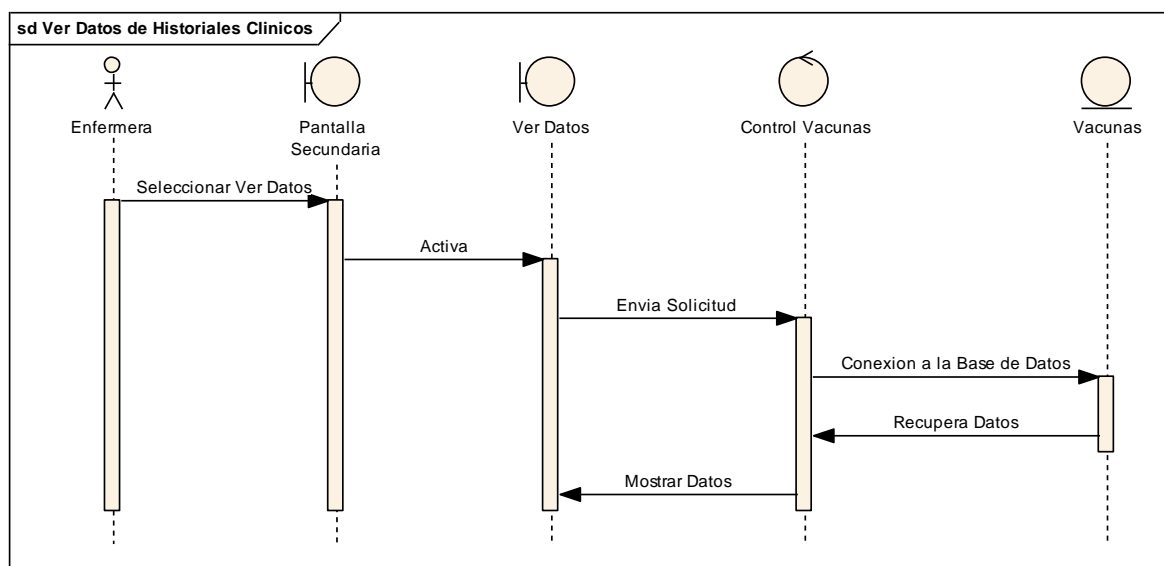 sd Ver Datos de Historiales Clinicos
Enfermera
Pantalla
Secundaria
Ver Datos
Control Vacunas
Vacunas
Seleccionar Ver Datos
Activa
Envia Solicitud
Conexion a la Base de Datos
Recupera Datos
Mostrar Datos